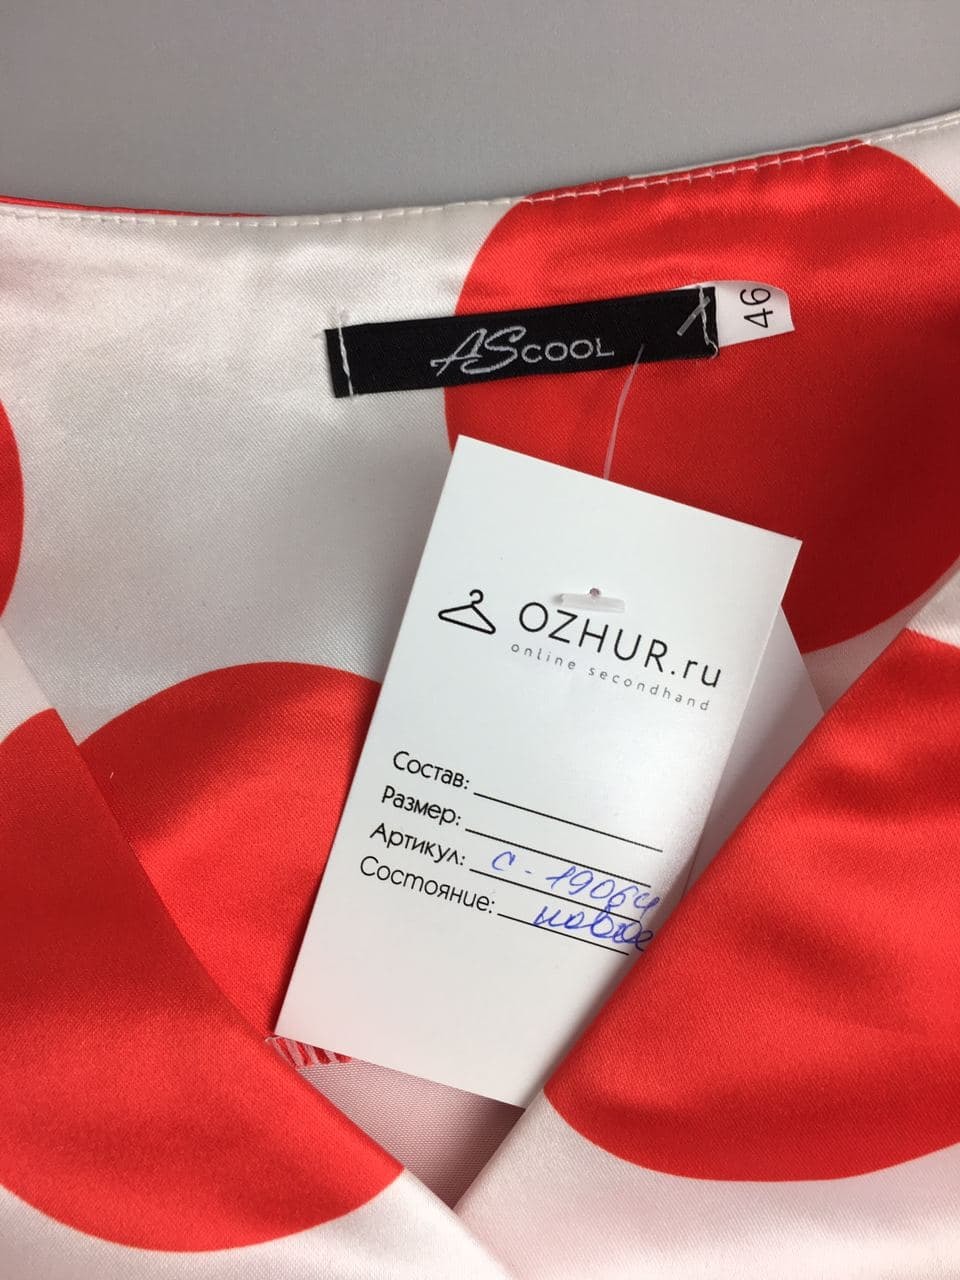 AScool
46
OZHUR.ru
online secondhand
Состав:
Размер:
Артикул: С-19064
Состояние: новое